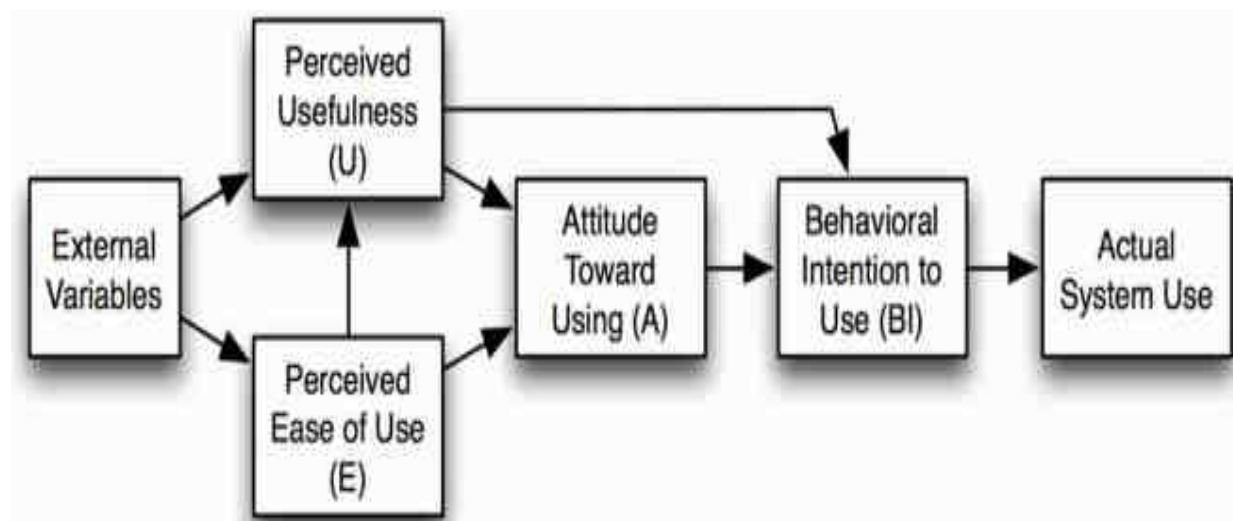 External
Variables
Perceived
Usefulness
(U)
Perceived
Ease of Use
(E)
Attitude
Toward
Using (A)
Behavioral
Intention to
Use (BI)
Actual
System Use